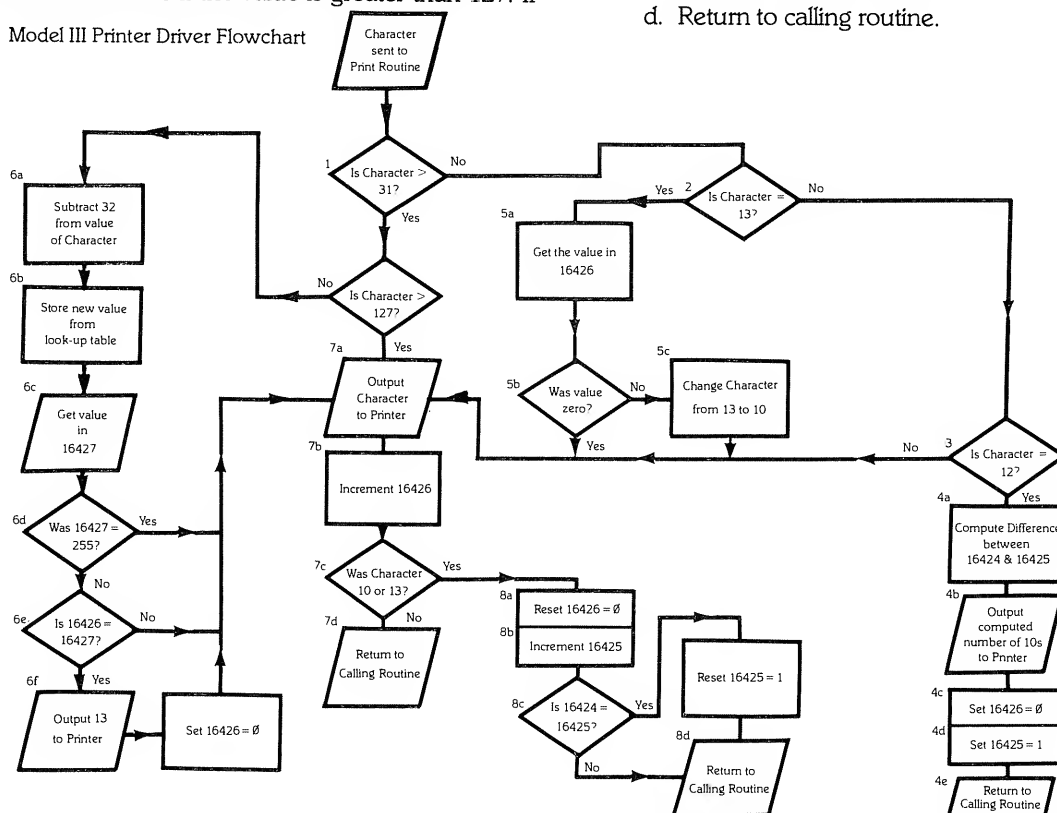 value is greater than 127. If
d. Return to calling routine.
Model III Printer Driver Flowchart
Character
sent to
Print Routine
1
Is Character >
31?
No
Yes
2
Is Character =
13?
Yes
No
6a
Subtract 32
from value
of Character
6b
Store new value
from
look-up table
6c
Get value
in
16427
6d
Was 16427 =
255?
Yes
No
6e
Is 16426 =
16427?
No
Yes
6f
Output 13
to Printer
Set 16426 = Ø
No
Is Character >
127?
Yes
7a
Output
Character
to Printer
7b
Increment 16426
7c
Was Character
10 or 13?
Yes
No
7d
Return to
Calling Routine
5a
Get the value in
16426
5b
Was value
zero?
No
Yes
5c
Change Character
from 13 to 10
8a
Reset 16426 = Ø
8b
Increment 16425
8c
Is 16424 =
16425?
Yes
No
Reset 16425 = 1
8d
Return to
Calling Routine
3
Is Character =
12?
No
Yes
4a
Compute Difference
between
16424 & 16425
4b
Output
computed
number of 10s
to Printer
4c
Set 16426 = Ø
4d
Set 16425 = 1
4e
Return to
Calling Routine